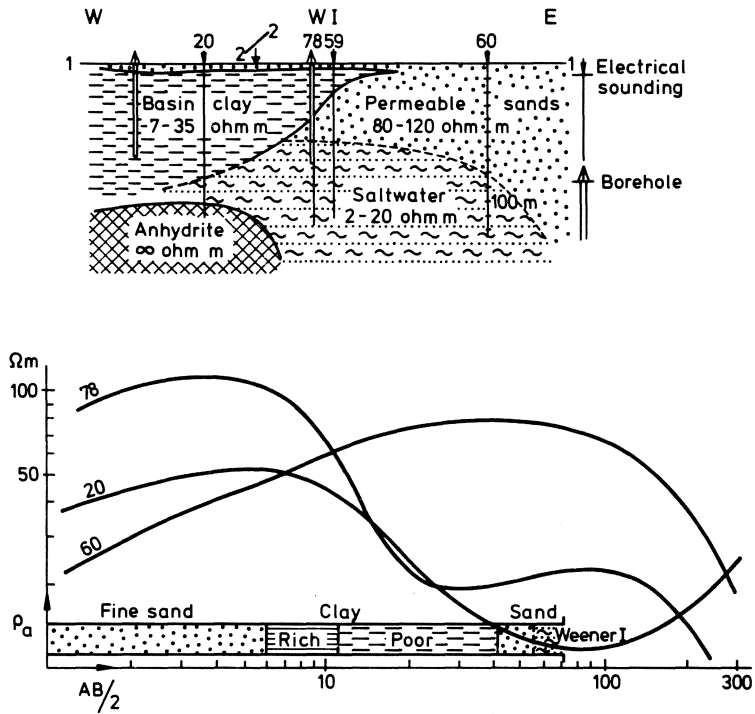 W W I E
20 2 2 78 59 60
1 1
Electrical
sounding
Basin clay
7-35 ohm m
Permeable sands
80-120 ohm m
Saltwater
2-20 ohm m
100 m
Borehole
Anhydrite
∞ ohm m
Ωm
100
78
50
20
60
Fine sand Clay Sand
Rich Poor Weener I
ρa
AB/2 10 100 300